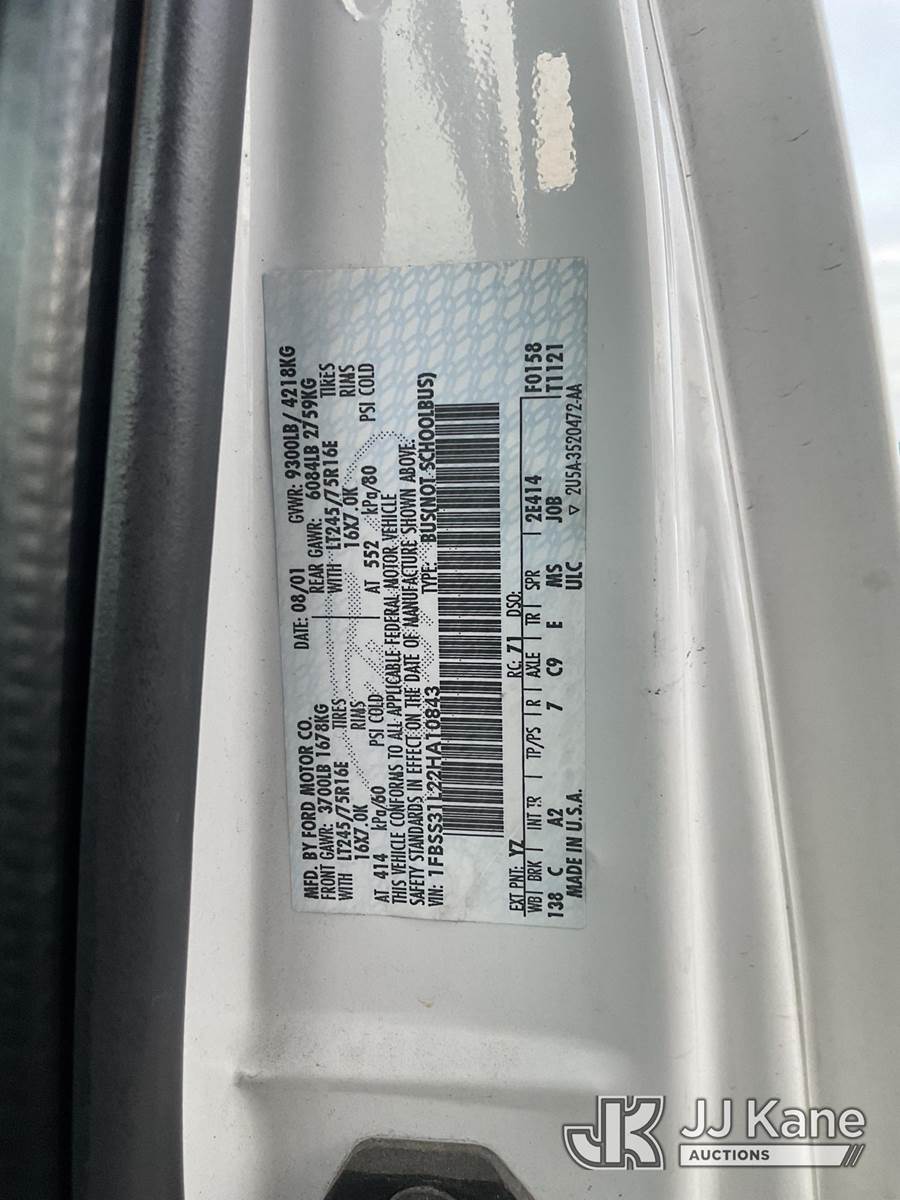 MFD. BY FORD MOTOR CO.
DATE: 08/01 GVWR: 9300LB/ 4218KG
FRONT GAWR: 3700LB 1678KG REAR GAWR: 6084LB 2759KG
WITH LT245/75R16E TIRES WITH LT245/75R16E TIRES
16X7.0K RIMS 16X7.0K RIMS
AT 414 kPa/60 PSI COLD AT 552 kPa/80 PSI COLD
THIS VEHICLE CONFORMS TO ALL APPLICABLE FEDERAL MOTOR VEHICLE
SAFETY STANDARDS IN EFFECT ON THE DATE OF MANUFACTURE SHOWN ABOVE.
VIN: 1FBSS31L22HA10843 TYPE: BUS(NOT SCHOOLBUS)
EXT PNT: YZ RC: 71 DSO:
WB BRK INT TR TP/PS R AXLE TR SPR 2E414 F0158
138 C A2 7 C9 E MS JOB T1121
MADE IN U.S.A. ULC ▽ 2U5A-3520472-AA
JK JJ Kane
AUCTIONS